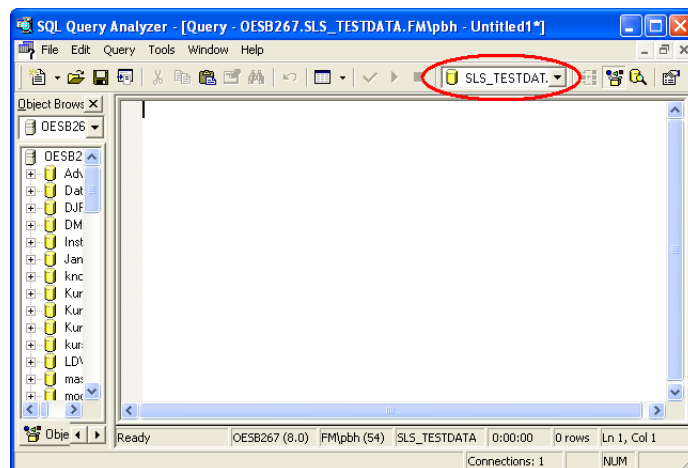 SQL Query Analyzer - [Query - OESB267.SLS_TESTDATA.FM\pbh - Untitled1*]
File Edit Query Tools Window Help
SLS_TESTDAT.
Object Brows
OESB26
OESB2
Adv
Dat
DJF
DM
Inst
Jan
knc
Kur
Kur
Kur
kur
LDV
mas
moc
Obje
Ready OESB267 (8.0) FM\pbh (54) SLS_TESTDATA 0:00:00 0 rows Ln 1, Col 1
Connections: 1 NUM